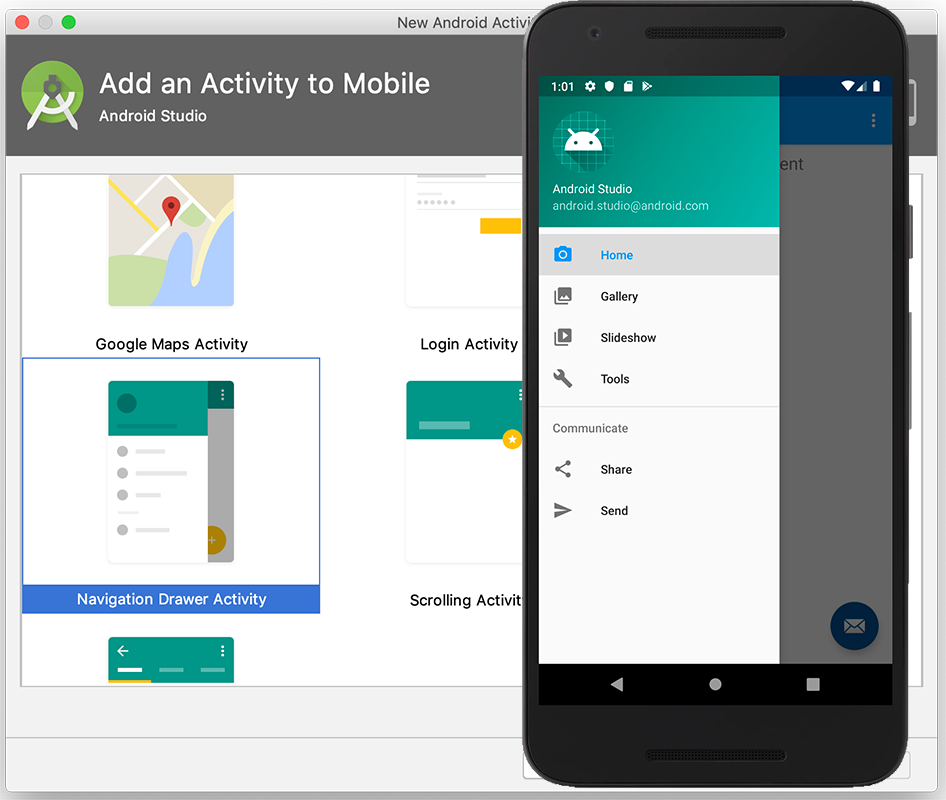 New Android Activi
Add an Activity to Mobile
Android Studio
Google Maps Activity
Login Activity
Navigation Drawer Activity
Scrolling Activit
1:01
ent
Android Studio
android.studio@android.com
Home
Gallery
Slideshow
Tools
Communicate
Share
Send